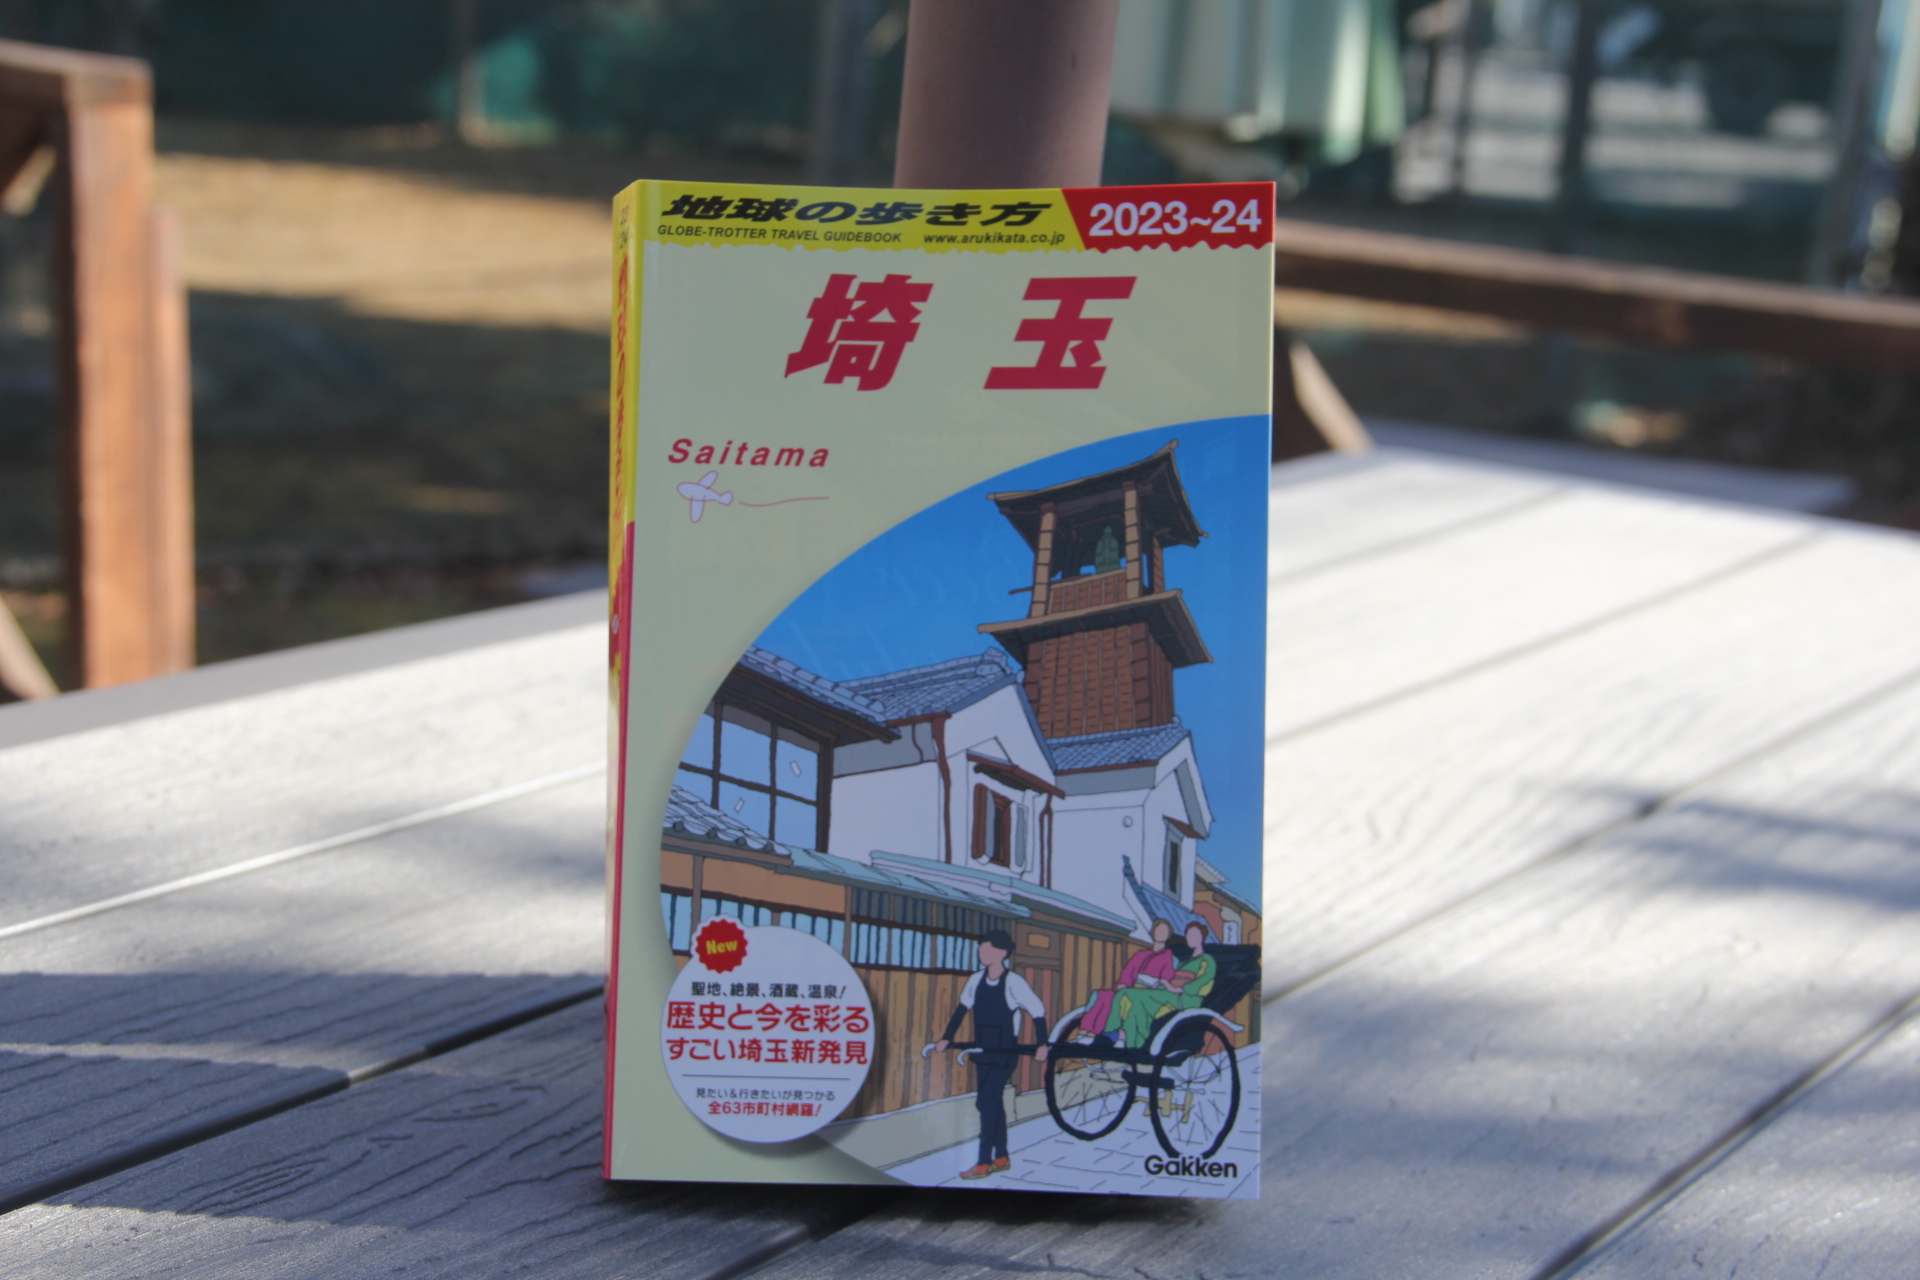 地球の歩き方
GLOBE-TROTTER TRAVEL GUIDEBOOK www.arukikata.co.jp
2023~24
埼玉
Saitama
New
聖地、絶景、酒蔵、温泉!
歴史と今を彩る
すごい埼玉新発見
見たい&行きたいが見つかる
全63市町村網羅!
Gakken